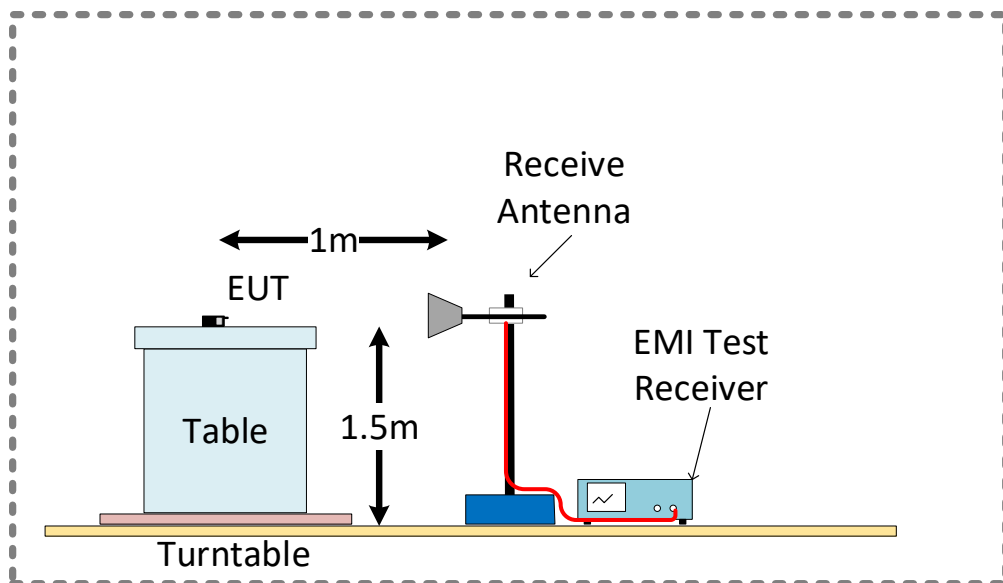 Receive
Antenna
1m
EUT
EMI Test
Receiver
Table
1.5m
Turntable